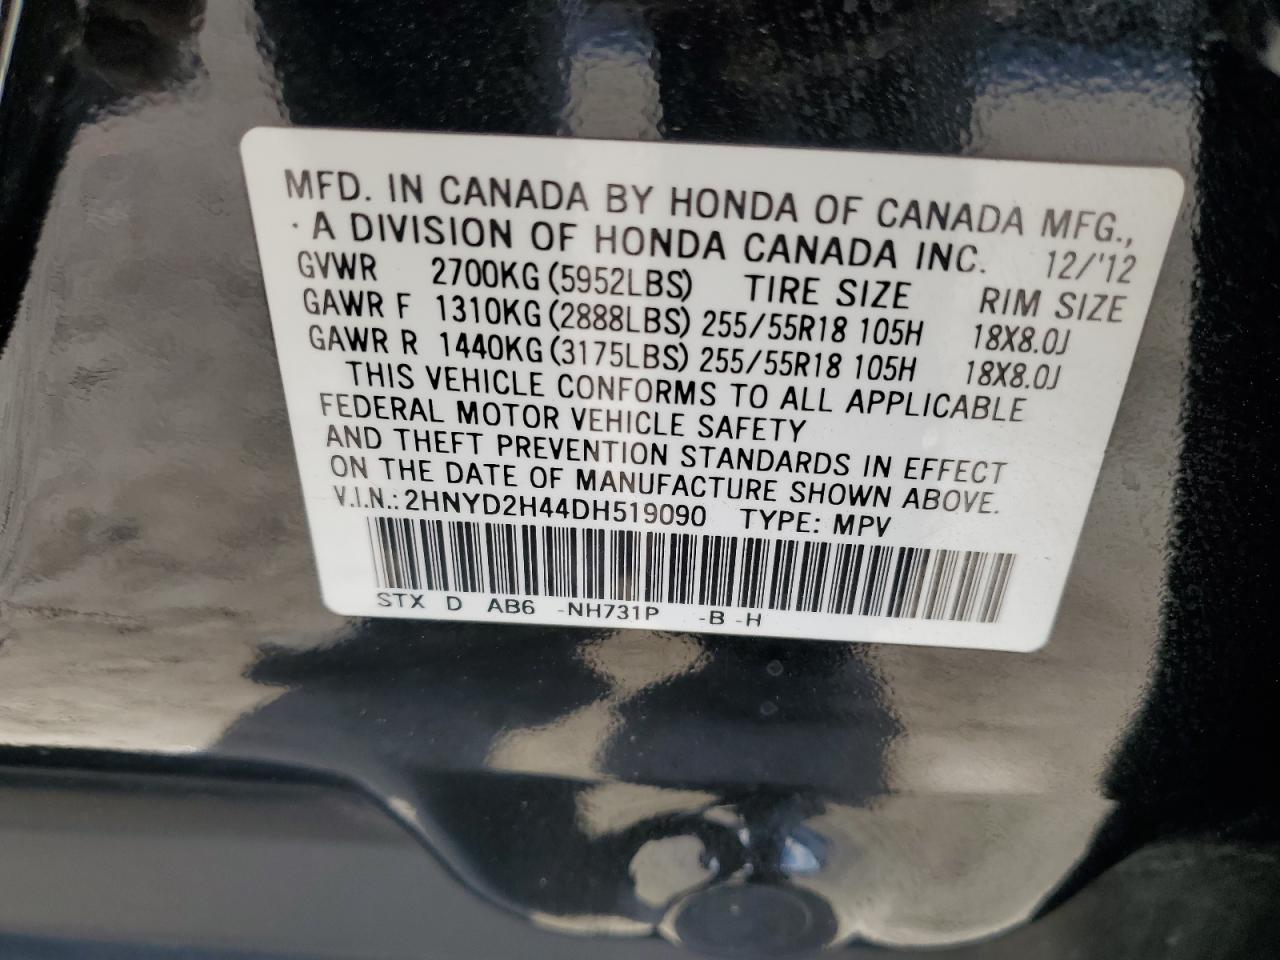 MFD. IN CANADA BY HONDA OF CANADA MFG.,
· A DIVISION OF HONDA CANADA INC. 12/'12
GVWR 2700KG (5952LBS) TIRE SIZE RIM SIZE
GAWR F 1310KG (2888LBS) 255/55R18 105H 18X8.0J
GAWR R 1440KG (3175LBS) 255/55R18 105H 18X8.0J
THIS VEHICLE CONFORMS TO ALL APPLICABLE
FEDERAL MOTOR VEHICLE SAFETY
AND THEFT PREVENTION STANDARDS IN EFFECT
ON THE DATE OF MANUFACTURE SHOWN ABOVE.
V.I.N.: 2HNYD2H44DH519090 TYPE: MPV
STX D AB6 -NH731P -B -H